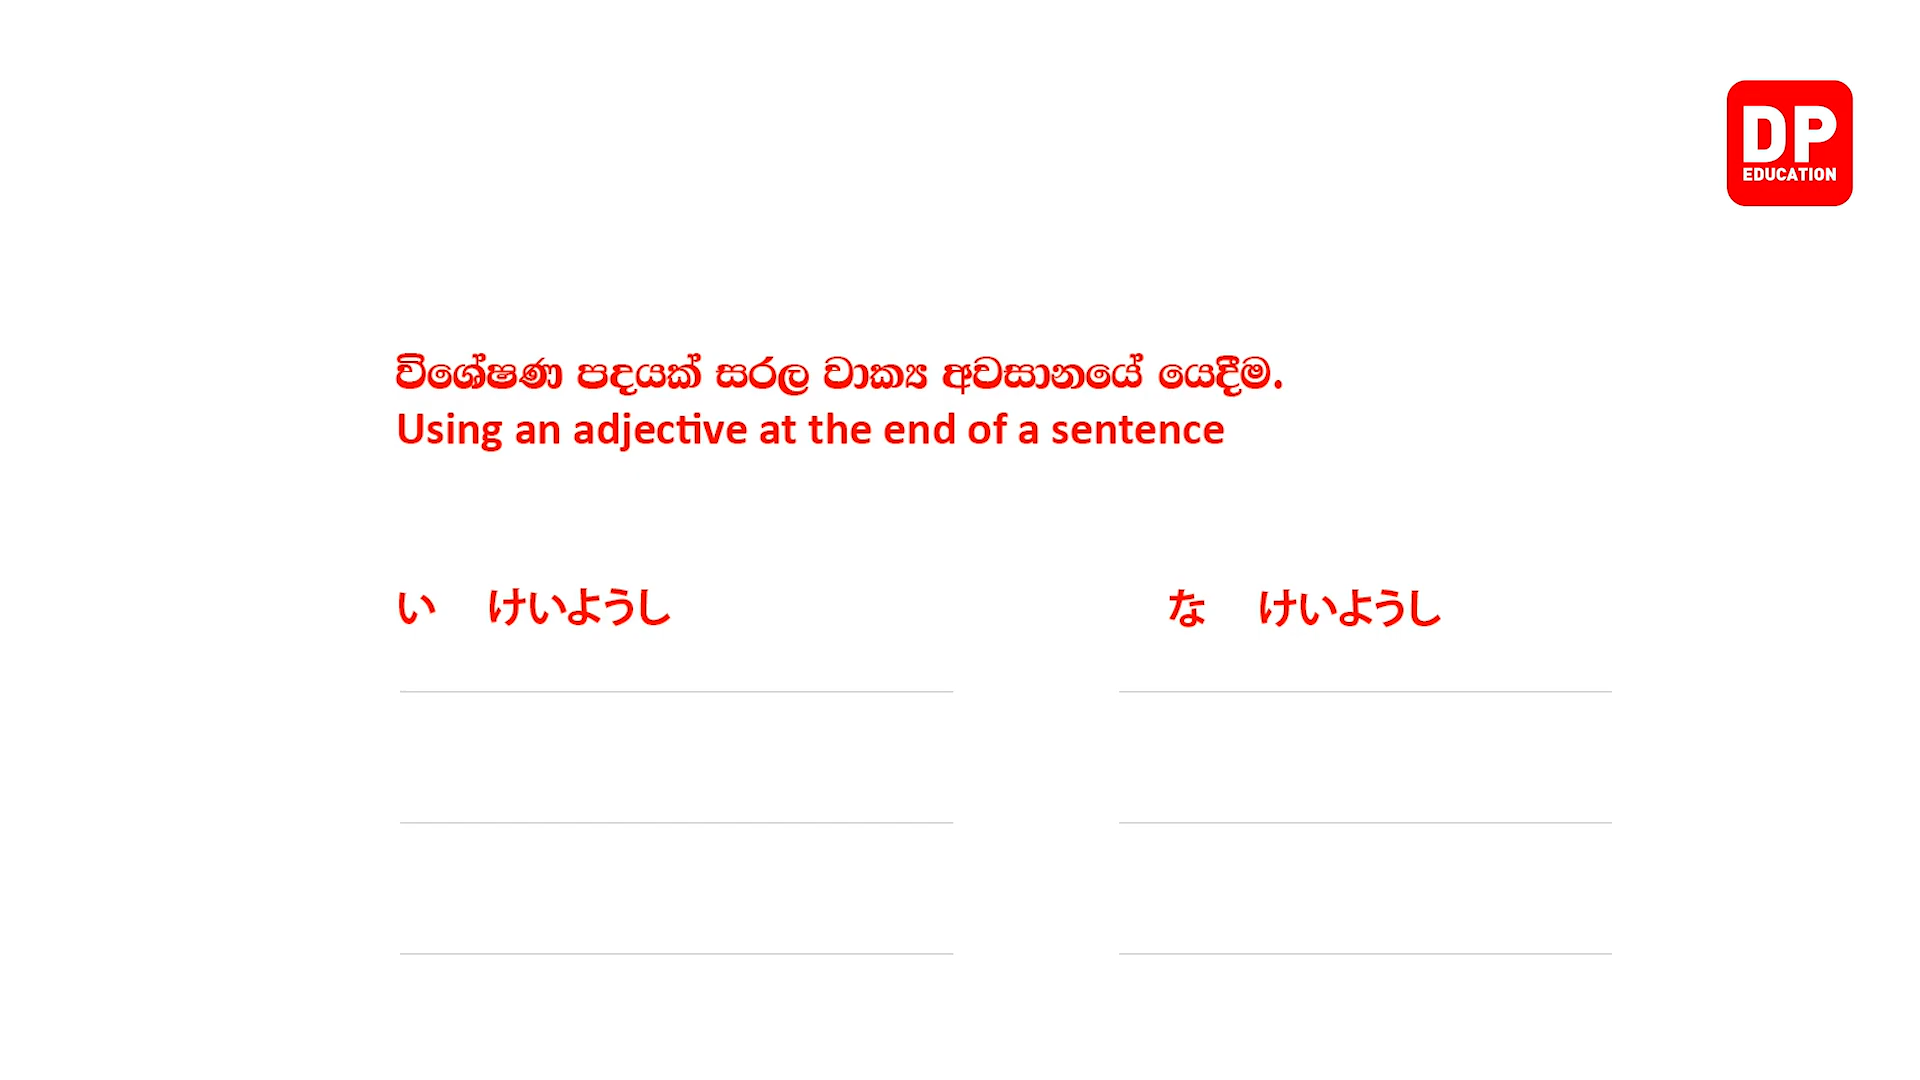 DP
EDUCATION
විශේෂණ පදයක් සරල වාක්‍ය අවසානයේ යෙදීම.
Using an adjective at the end of a sentence
い けいようし
な けいようし